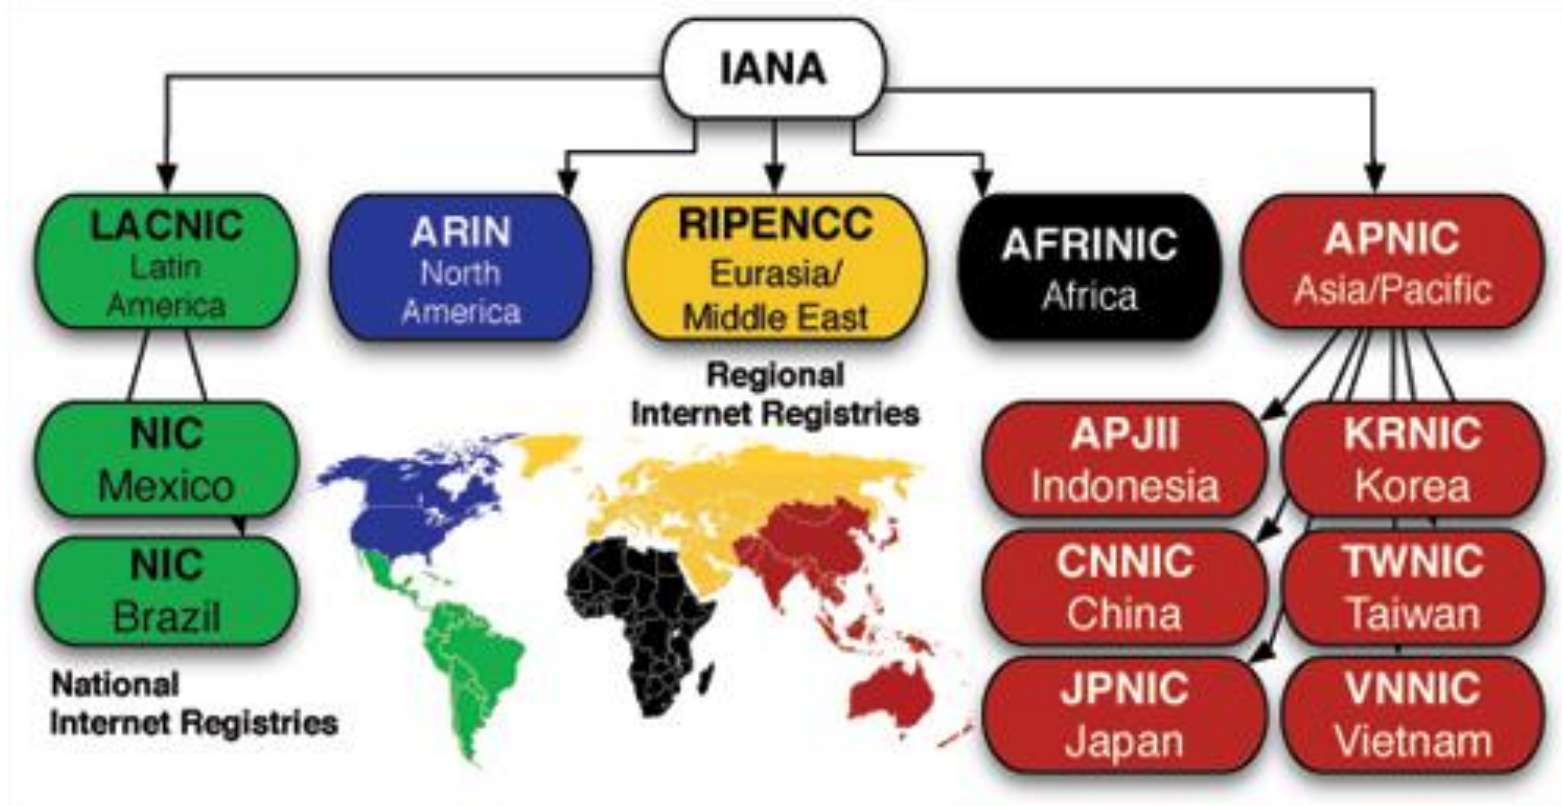 IANA
LACNIC
Latin
America
ARIN
North
America
RIPENCC
Eurasia/
Middle East
AFRINIC
Africa
APNIC
Asia/Pacific
Regional
Internet Registries
NIC
Mexico
NIC
Brazil
National
Internet Registries
APJII
Indonesia
KRNIC
Korea
CNNIC
China
TWNIC
Taiwan
JPNIC
Japan
VNNIC
Vietnam